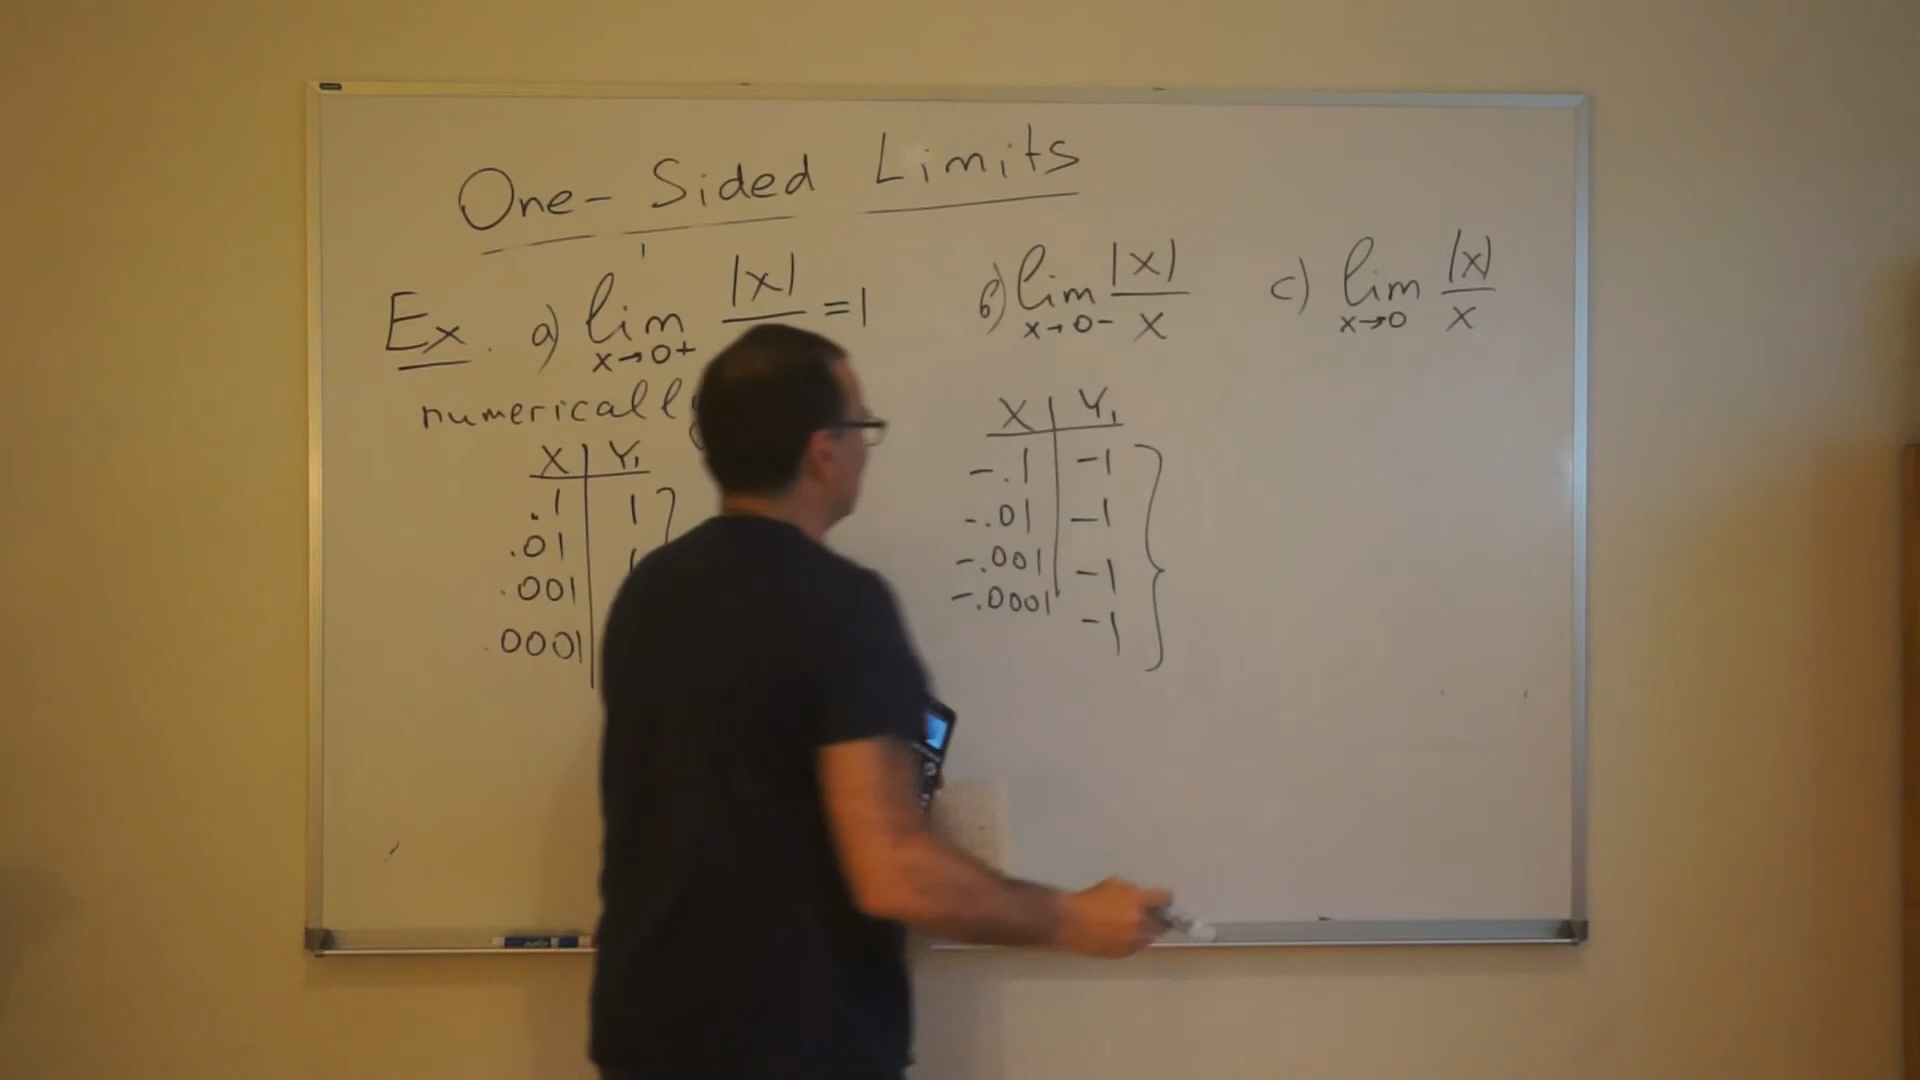 One-Sided Limits
Ex. a) lim x→0+ |x| = 1
b) lim x→0- |x|/x
c) lim x→0 |x|/x
numerically
X | Y₁
.1 | 1
.01
.001
.0001
X | Y₁
-.1 | -1
-.01 | -1
-.001 | -1
-.0001 | -1